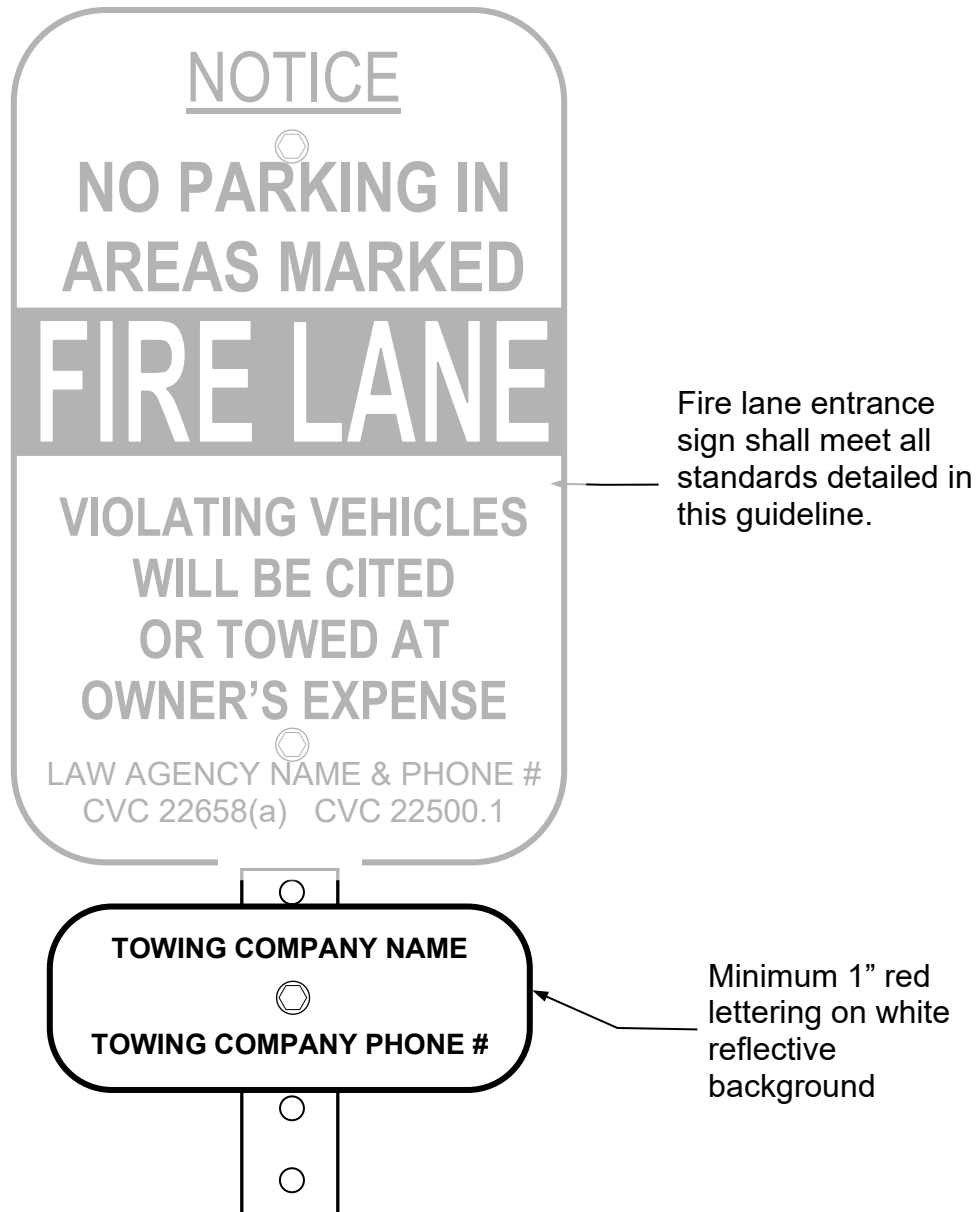 NOTICE
NO PARKING IN
AREAS MARKED
FIRE LANE
VIOLATING VEHICLES
WILL BE CITED
OR TOWED AT
OWNER'S EXPENSE
LAW AGENCY NAME & PHONE #
CVC 22658(a) CVC 22500.1
Fire lane entrance
sign shall meet all
standards detailed in
this guideline.
TOWING COMPANY NAME
TOWING COMPANY PHONE #
Minimum 1” red
lettering on white
reflective
background